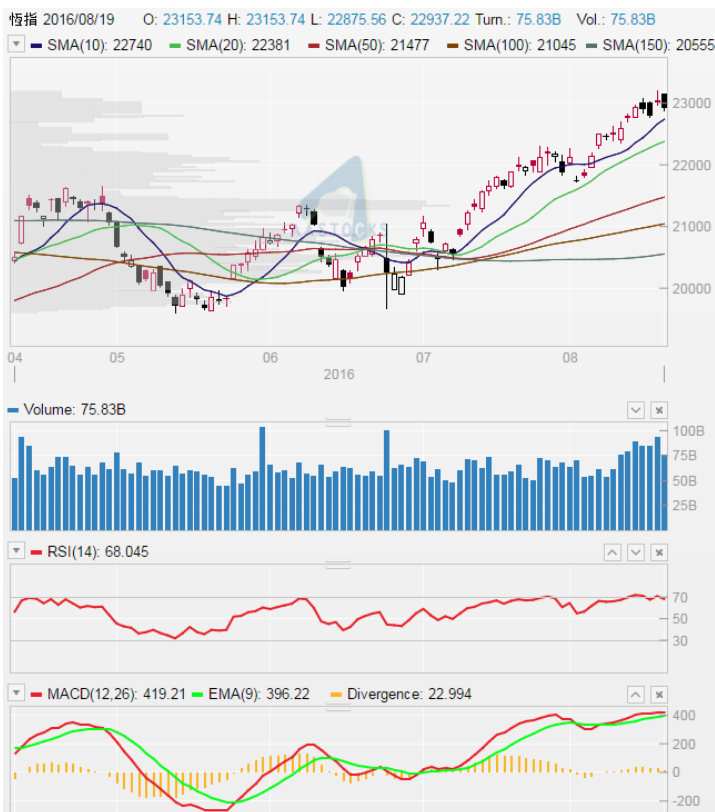 恆指 2016/08/19 O: 23153.74 H: 23153.74 L: 22875.56 C: 22937.22 Turn.: 75.83B Vol.: 75.83B
SMA(10): 22740 SMA(20): 22381 SMA(50): 21477 SMA(100): 21045 SMA(150): 20555
23000
22000
AASTOCKS
21000
20000
04 05 06 07 08
2016
Volume: 75.83B
100B
75B
50B
25B
RSI(14): 68.045
70
50
30
MACD(12,26): 419.21 EMA(9): 396.22 Divergence: 22.994
400
200
0
-200